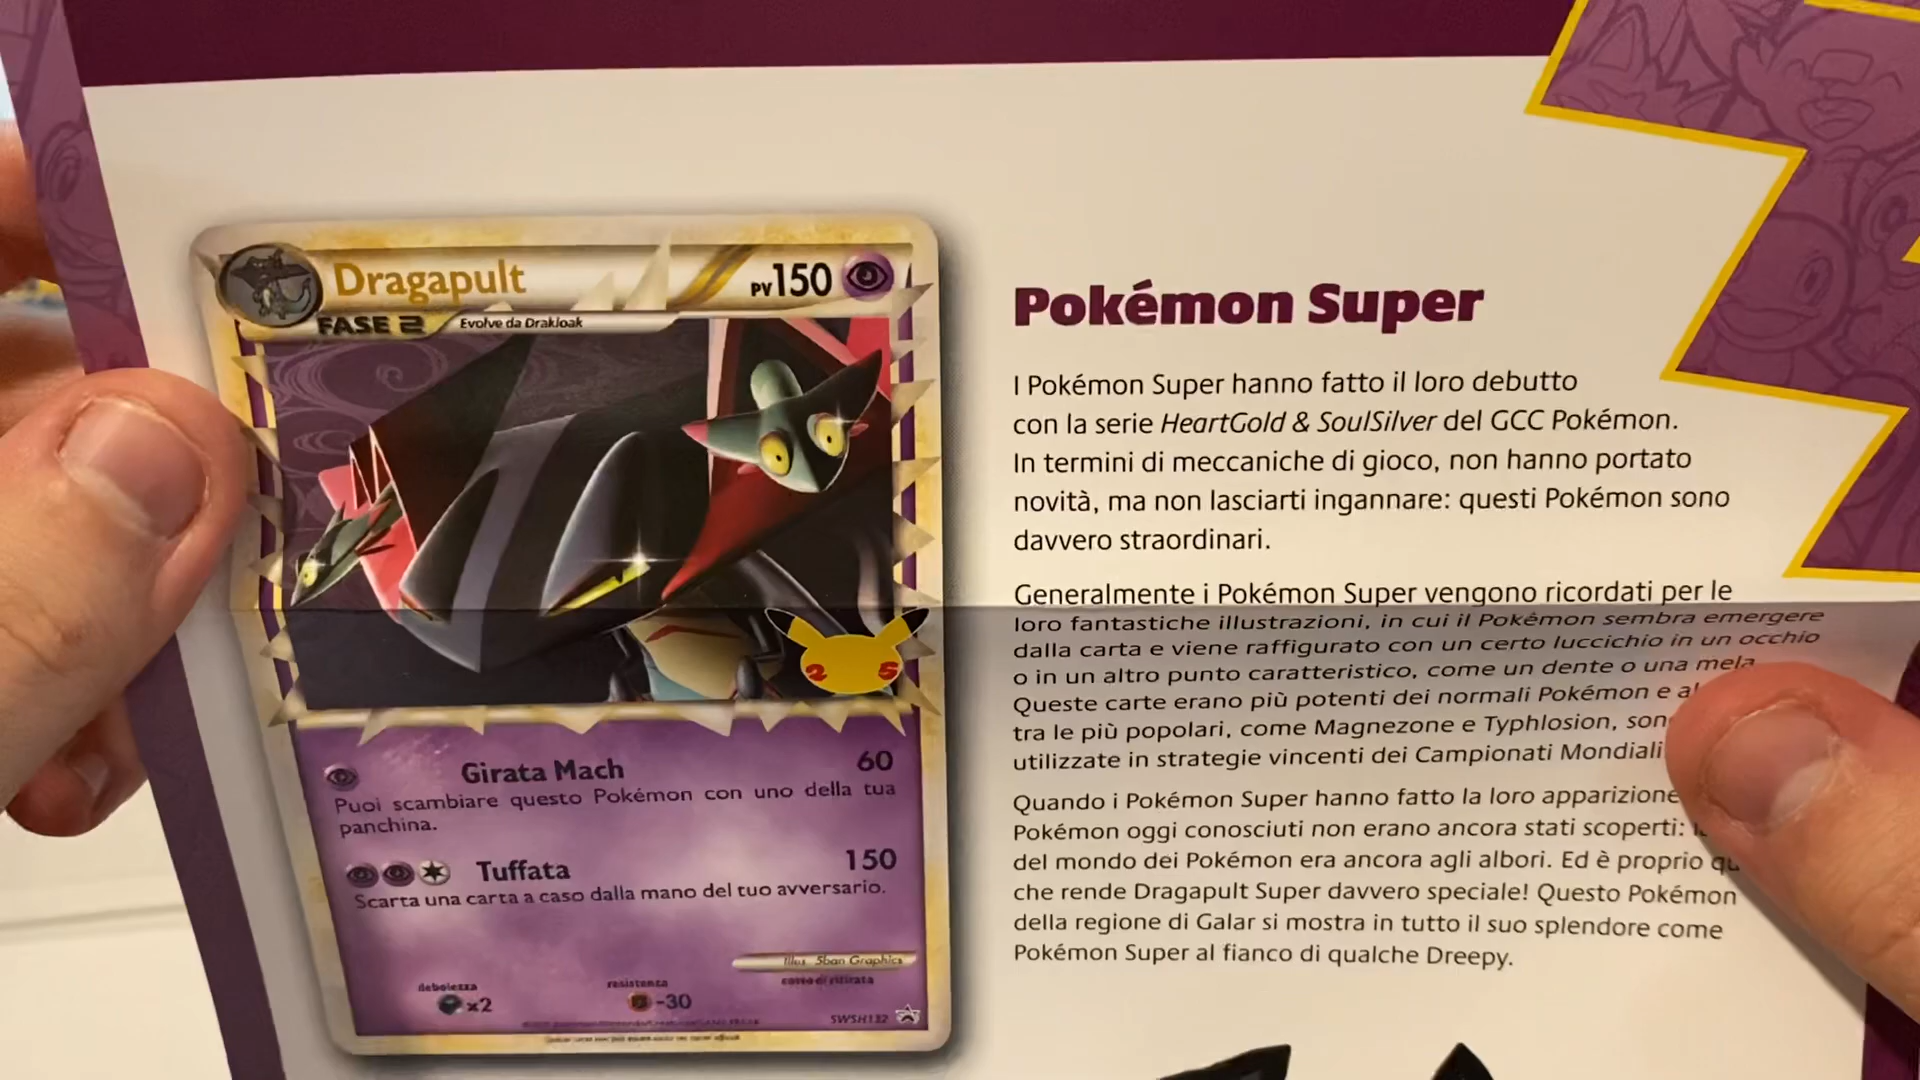 Dragapult
PV150
FASE 2
Evolve da Drakloak
2 5
Girata Mach 60
Puoi scambiare questo Pokémon con uno della tua
panchina.
Tuffata 150
Scarta una carta a caso dalla mano del tuo avversario.
Illus. 5ban Graphics
debolezza
x2
resistenza
-30
costo di ritirata
SWSH132
Pokémon Super
I Pokémon Super hanno fatto il loro debutto
con la serie HeartGold & SoulSilver del GCC Pokémon.
In termini di meccaniche di gioco, non hanno portato
novità, ma non lasciarti ingannare: questi Pokémon sono
davvero straordinari.
Generalmente i Pokémon Super vengono ricordati per le
loro fantastiche illustrazioni, in cui il Pokémon sembra emergere
dalla carta e viene raffigurato con un certo luccichio in un occhio
o in un altro punto caratteristico, come un dente o una mela
Queste carte erano più potenti dei normali Pokémon e
tra le più popolari, come Magnezone e Typhlosion,
utilizzate in strategie vincenti dei Campionati Mondiali
Quando i Pokémon Super hanno fatto la loro apparizione
Pokémon oggi conosciuti non erano ancora stati scoperti:
del mondo dei Pokémon era ancora agli albori. Ed è proprio
che rende Dragapult Super davvero speciale! Questo Pokémon
della regione di Galar si mostra in tutto il suo splendore come
Pokémon Super al fianco di qualche Dreepy.